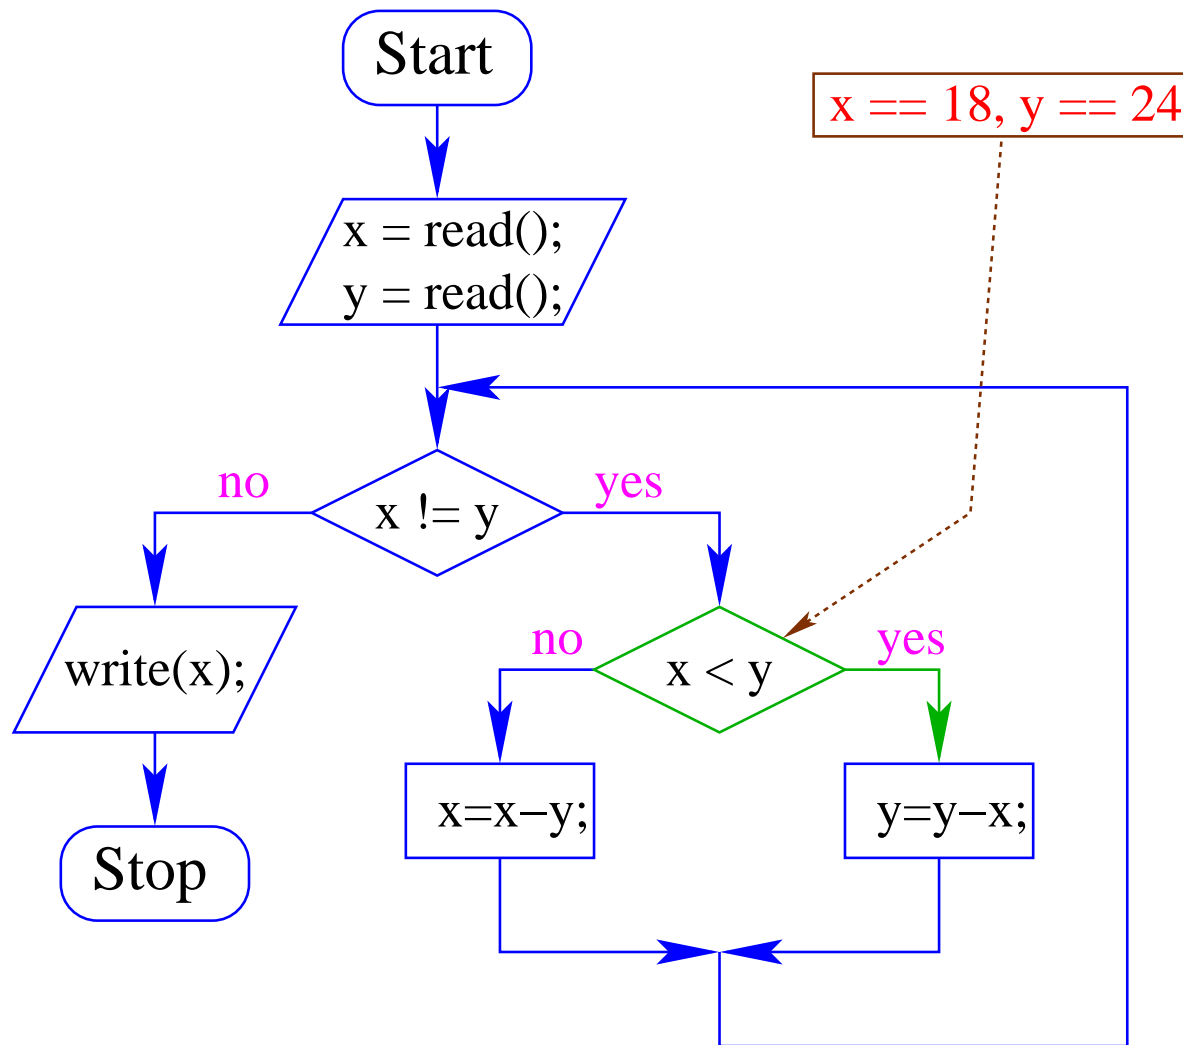 Start
x == 18, y == 24
x = read();
y = read();
no
yes
x != y
no
yes
write(x);
x < y
x=x−y;
y=y−x;
Stop